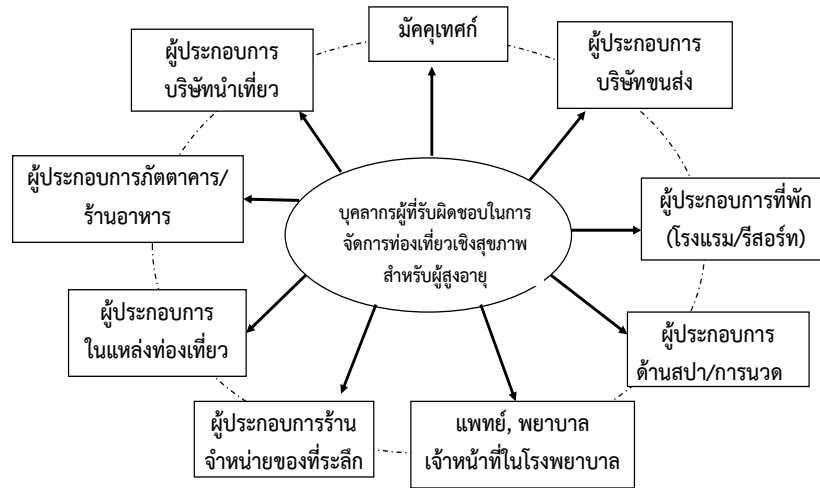 มัคคุเทศก์
ผู้ประกอบการ
บริษัทนำเที่ยว
ผู้ประกอบการ
บริษัทขนส่ง
ผู้ประกอบการภัตตาคาร/
ร้านอาหาร
บุคลากรผู้ที่รับผิดชอบในการ
จัดการท่องเที่ยวเชิงสุขภาพ
สำหรับผู้สูงอายุ
ผู้ประกอบการที่พัก
(โรงแรม/รีสอร์ท)
ผู้ประกอบการ
ในแหล่งท่องเที่ยว
ผู้ประกอบการ
ด้านสปา/การนวด
ผู้ประกอบการร้าน
จำหน่ายของที่ระลึก
แพทย์, พยาบาล
เจ้าหน้าที่ในโรงพยาบาล